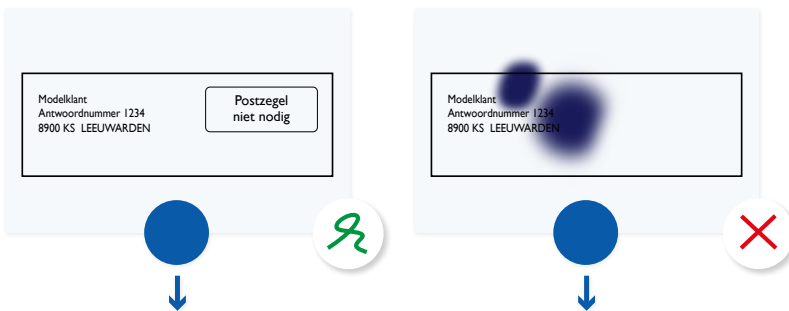 Modelklant
Antwoordnummer 1234
8900 KS LEEUWARDEN
Postzegel
niet nodig
Modelklant
Antwoordnummer 1234
8900 KS LEEUWARDEN